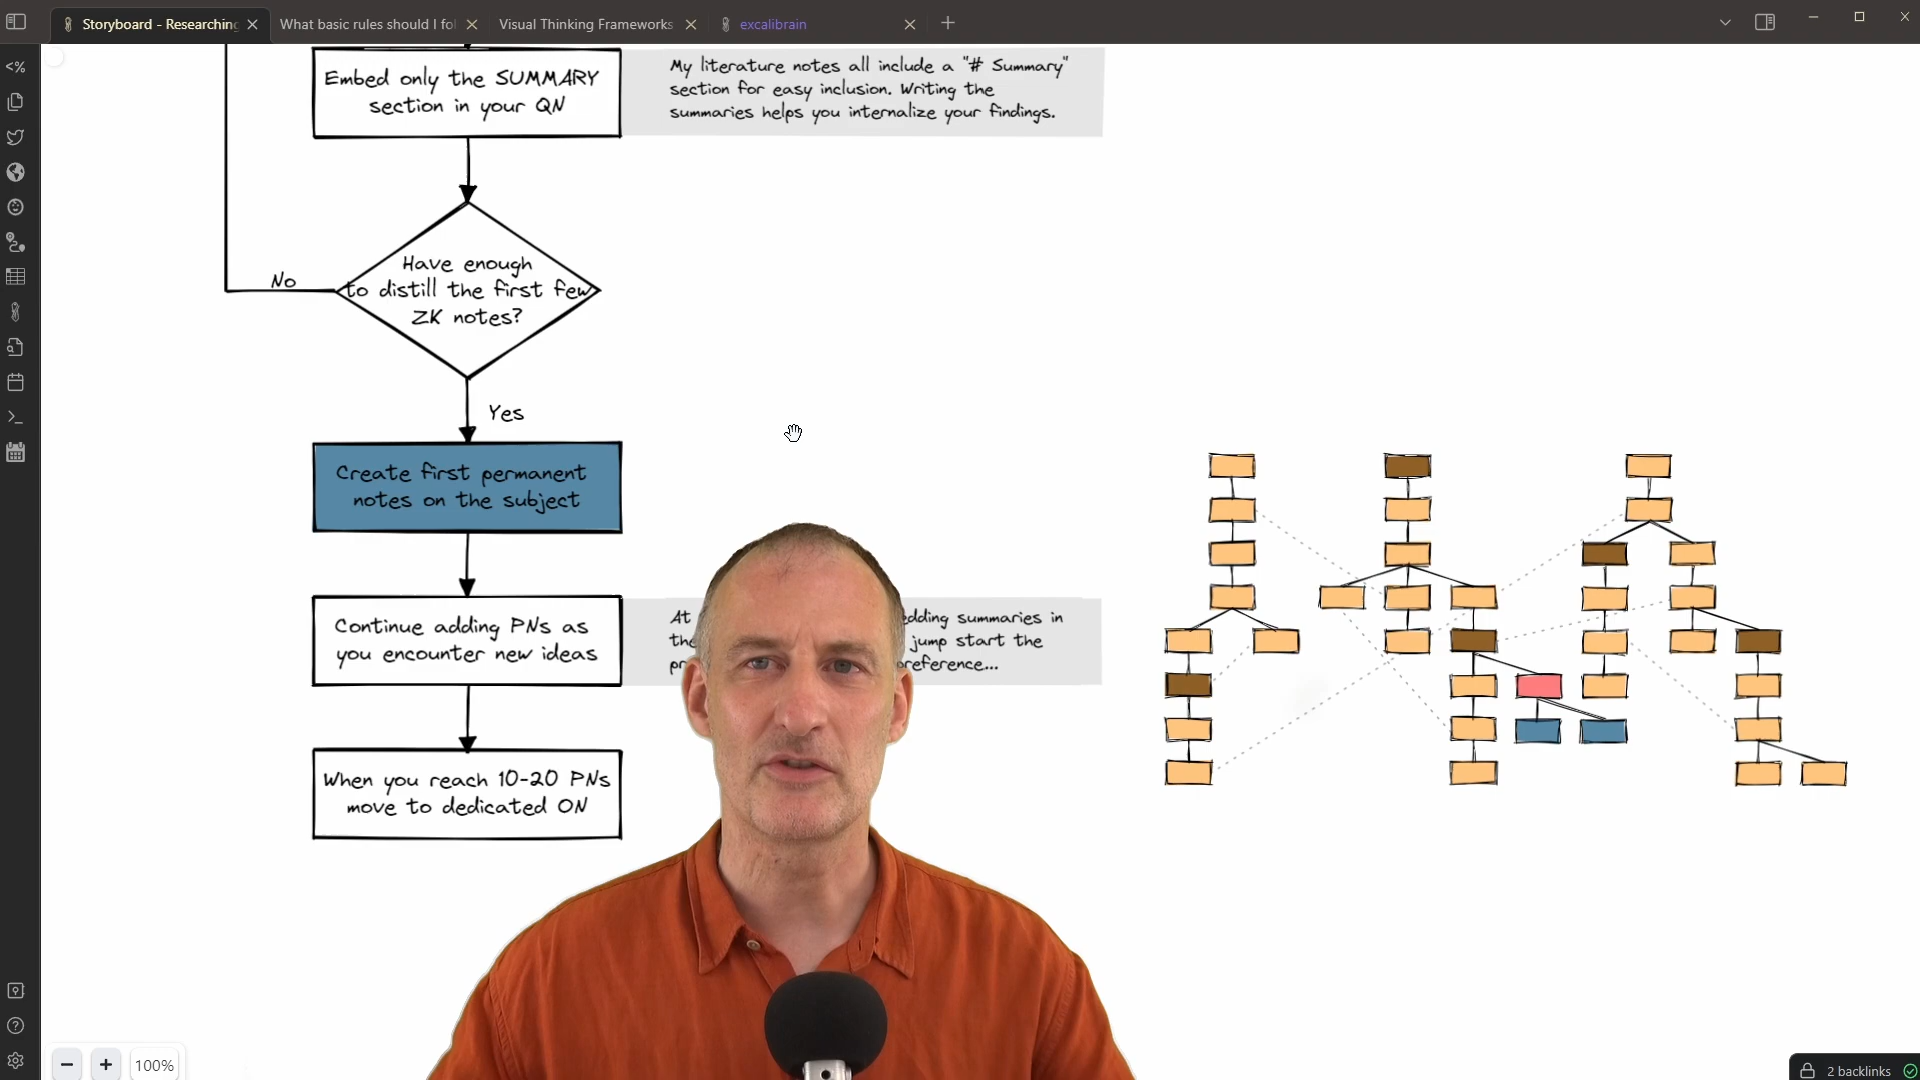 Storyboard - Researching
What basic rules should I fol
Visual Thinking Frameworks
excalibrain
Embed only the SUMMARY
section in your QN
My literature notes all include a "# Summary"
section for easy inclusion. Writing the
summaries helps you internalize your findings.
Have enough
to distill the first few
ZK notes?
No
Yes
Create first permanent
notes on the subject
Continue adding PNs as
you encounter new ideas
At edding summaries in
the jump start the
preference...
When you reach 10-20 PNs
move to dedicated ON
100%
2 backlinks